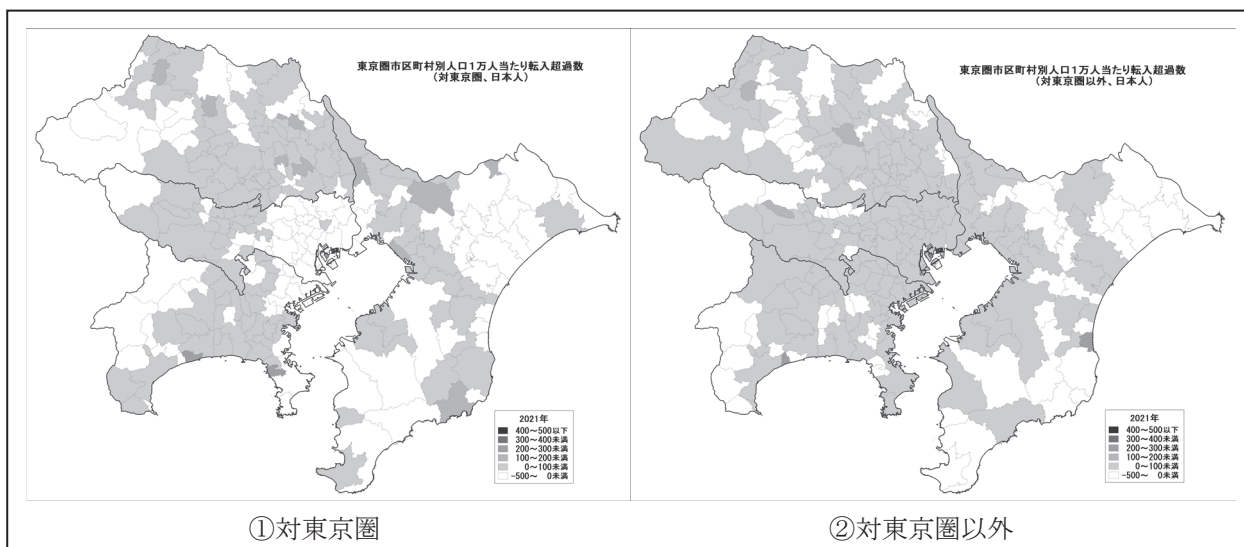 東京圏市区町村別人口1万人当たり転入超過数
（対東京圏、日本人）
2021年
400～500以下
300～400未満
200～300未満
100～200未満
0～100未満
-500～ 0未満
①対東京圏
東京圏市区町村別人口1万人当たり転入超過数
（対東京圏以外、日本人）
2021年
400～500以下
300～400未満
200～300未満
100～200未満
0～100未満
-500～ 0未満
②対東京圏以外